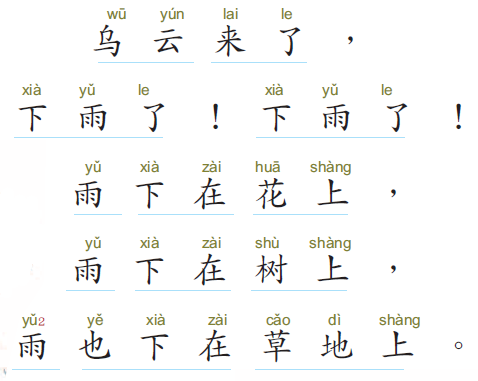 wū yún lai le
乌云来了，
xià yǔ le xià yǔ le
下雨了！下雨了！
yǔ xià zài huā shàng
雨下在花上，
yǔ xià zài shù shàng
雨下在树上，
yǔ2 yě xià zài cǎo dì shàng
雨也下在草地上。